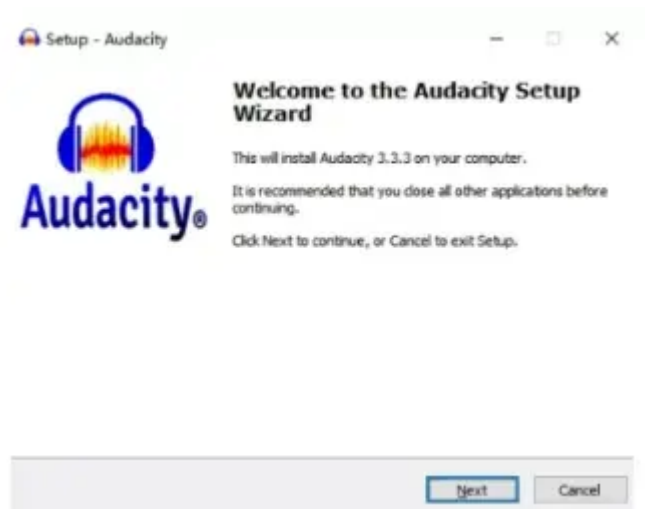 Setup - Audacity
Audacity®
Welcome to the Audacity Setup
Wizard
This will install Audacity 3.3.3 on your computer.
It is recommended that you close all other applications before
continuing.
Click Next to continue, or Cancel to exit Setup.
Next
Cancel